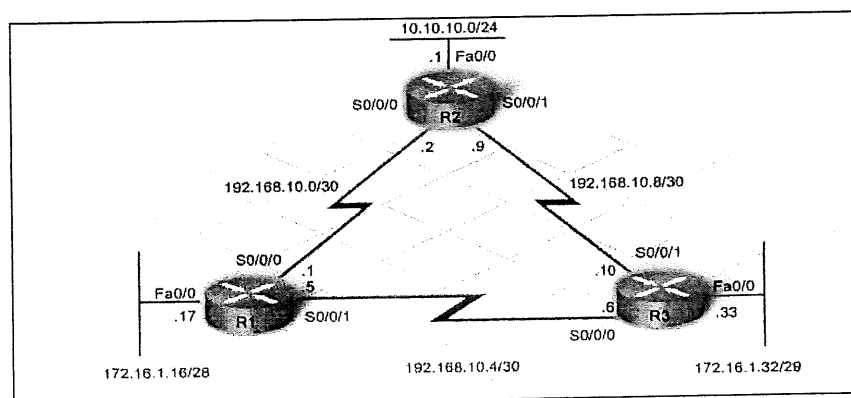 10.10.10.0/24
.1 Fa0/0
S0/0/0 S0/0/1
R2
.2 .9
192.168.10.0/30 192.168.10.8/30
S0/0/0 S0/0/1
.1 .10
Fa0/0 .5 .6 Fa0/0
.17 R1 S0/0/1 S0/0/0 R3 .33
172.16.1.16/28 192.168.10.4/30 172.16.1.32/29